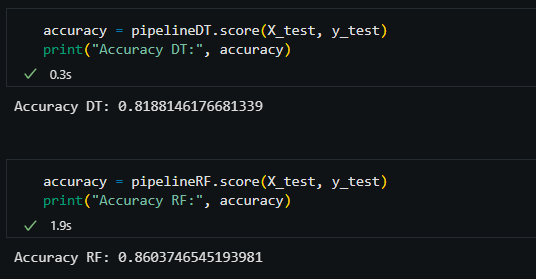 accuracy = pipelineDT.score(X_test, y_test)
print("Accuracy DT:", accuracy)
0.3s
Accuracy DT: 0.8188146176681339
accuracy = pipelineRF.score(X_test, y_test)
print("Accuracy RF:", accuracy)
1.9s
Accuracy RF: 0.8603746545193981